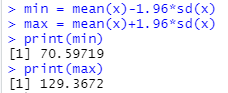 > min = mean(x)-1.96*sd(x)
> max = mean(x)+1.96*sd(x)
> print(min)
[1] 70.59719
> print(max)
[1] 129.3672